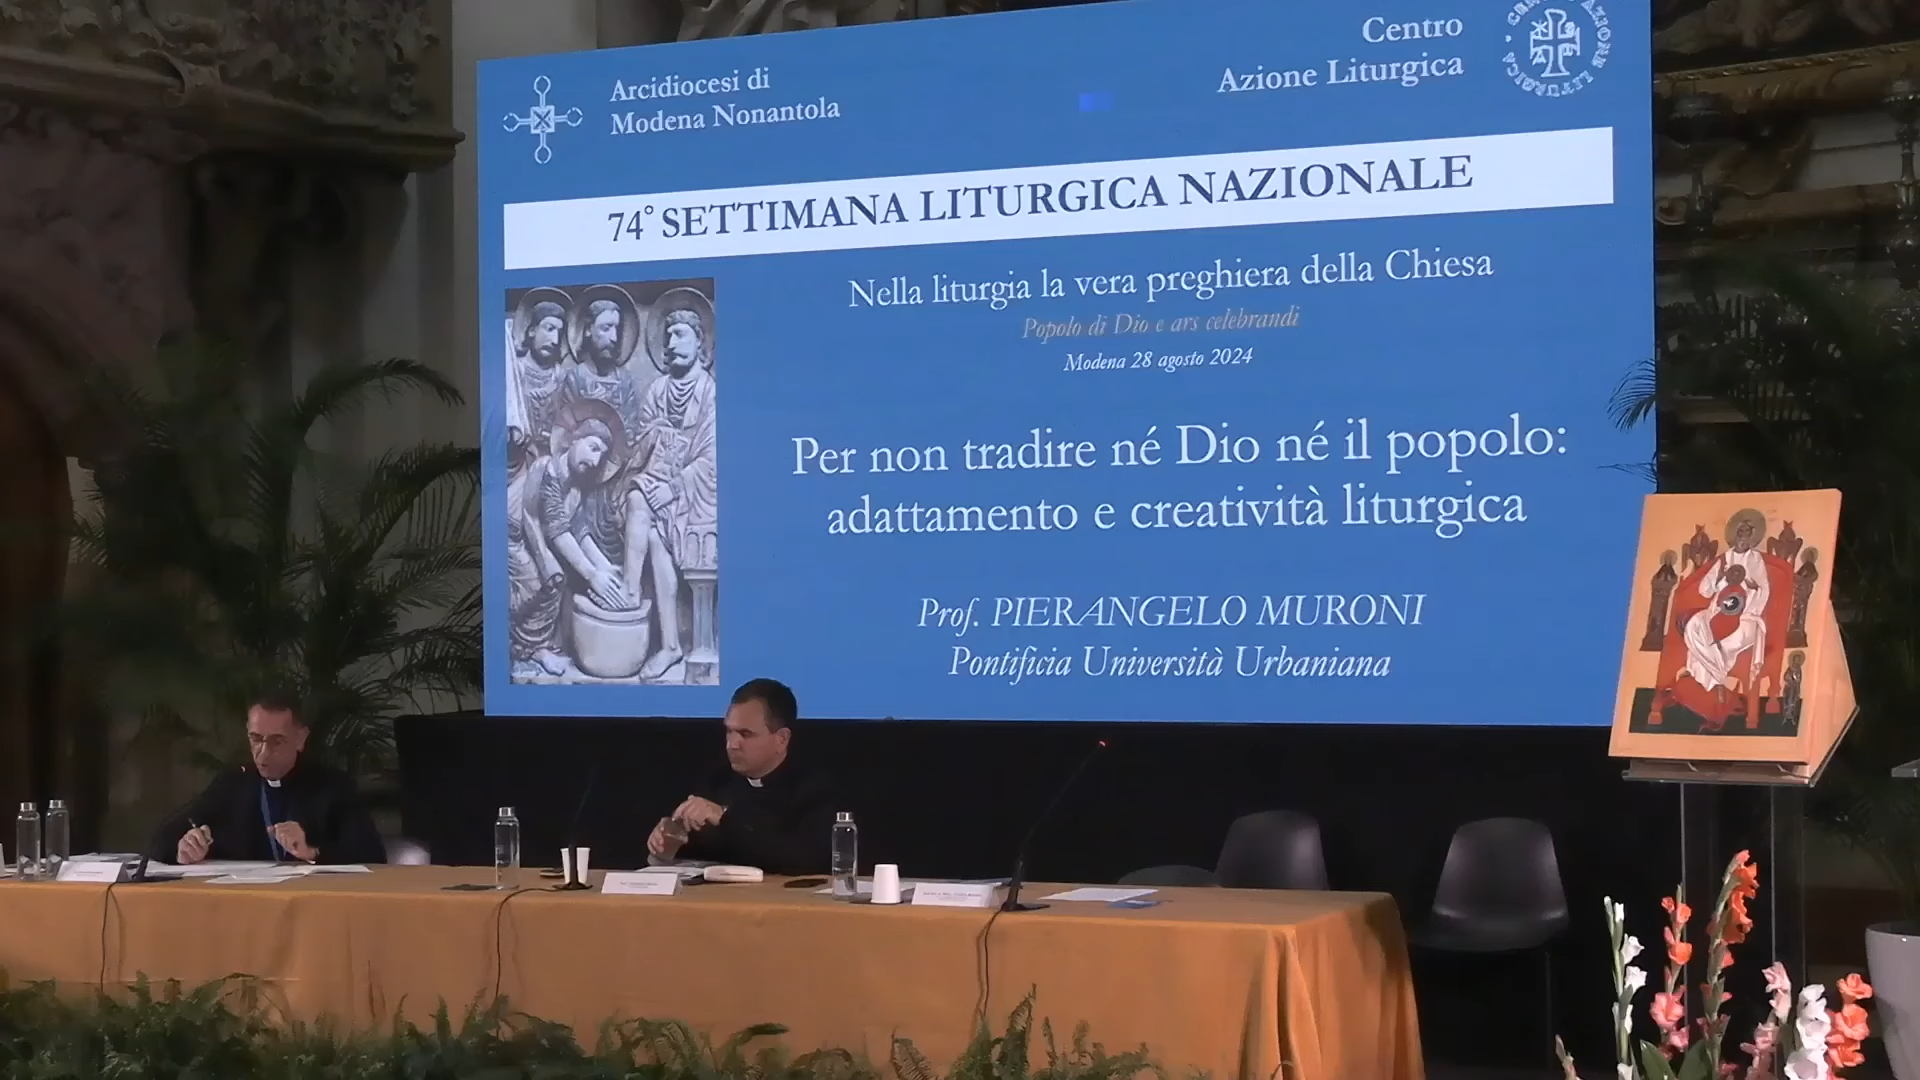 Arcidiocesi di
Modena Nonantola
Centro
Azione Liturgica
74° SETTIMANA LITURGICA NAZIONALE
Nella liturgia la vera preghiera della Chiesa
Popolo di Dio e ars celebrandi
Modena 28 agosto 2024
Per non tradire né Dio né il popolo:
adattamento e creatività liturgica
Prof. PIERANGELO MURONI
Pontificia Università Urbaniana